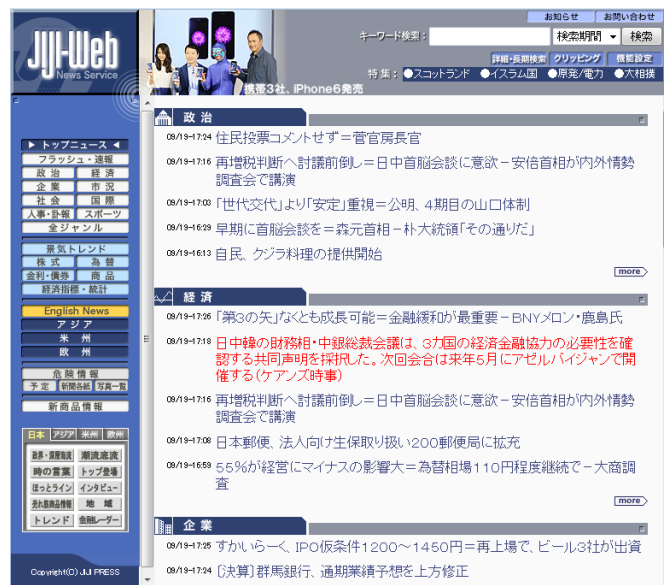 お知らせ
お問い合わせ
JIJI-Web
News Service
キーワード検索：
検索期間
検索
詳細・長期検索
クリッピング
機能設定
特 集： ●スコットランド ●イスラム国 ●原発/電力 ●大相撲
携帯3社、iPhone6発売
▶ トップニュース ◀
フラッシュ・速報
政 治
経 済
企 業
市 況
社 会
国 際
人事・訃報
スポーツ
全ジャンル
景気トレンド
株 式
為 替
金利・債券
商 品
経済指標・統計
English News
ア ジ ア
米 州
欧 州
危 険 情 報
予 定
新聞各紙
写真一覧
新 商 品 情 報
日本
アジア
米州
欧州
政界・深層海流
潮流底流
時の言葉
トップ登場
ほっとライン
インタビュー
売れ筋商品情報
地 域
トレンド
金融レーダー
Copyright(C) JIJI PRESS
政 治
09/19-17:24 住民投票コメントせず＝菅官房長官
09/19-17:16 再増税判断へ討議前倒し＝日中首脳会談に意欲－安倍首相が内外情勢
調査会で講演
09/19-17:03 「世代交代」より「安定」重視＝公明、4期目の山口体制
09/19-16:29 早期に首脳会談を＝森元首相－朴大統領「その通りだ」
09/19-16:13 自民、クジラ料理の提供開始
more
経 済
09/19-17:26 「第3の矢」なくとも成長可能＝金融緩和が最重要－BNYメロン・鹿島氏
09/19-17:18 日中韓の財務相・中銀総裁会議は、3カ国の経済金融協力の必要性を確
認する共同声明を採択した。次回会合は来年5月にアゼルバイジャンで開
催する（ケアンズ時事）
09/19-17:16 再増税判断へ討議前倒し＝日中首脳会談に意欲－安倍首相が内外情勢
調査会で講演
09/19-17:08 日本郵便、法人向け生保取り扱い200郵便局に拡充
09/19-16:59 55％が経営にマイナスの影響大＝為替相場110円程度継続で－大商調
査
more
企 業
09/19-17:25 すかいらーく、IPO仮条件1200～1450円＝再上場で、ビール3社が出資
09/19-17:24 〔決算〕群馬銀行、通期業績予想を上方修正